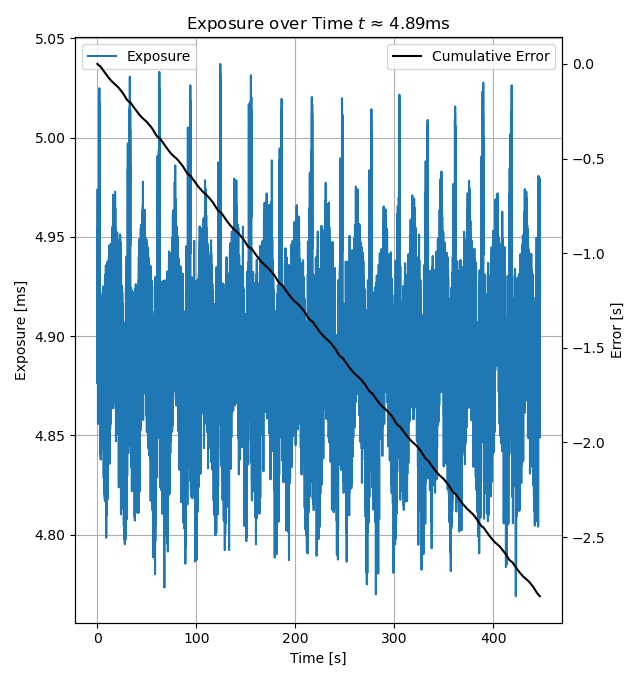 Exposure over Time t ≈ 4.89ms
Exposure
Cumulative Error
5.05
5.00
4.95
4.90
4.85
4.80
Exposure [ms]
0.0
−0.5
−1.0
−1.5
−2.0
−2.5
Error [s]
0 100 200 300 400
Time [s]